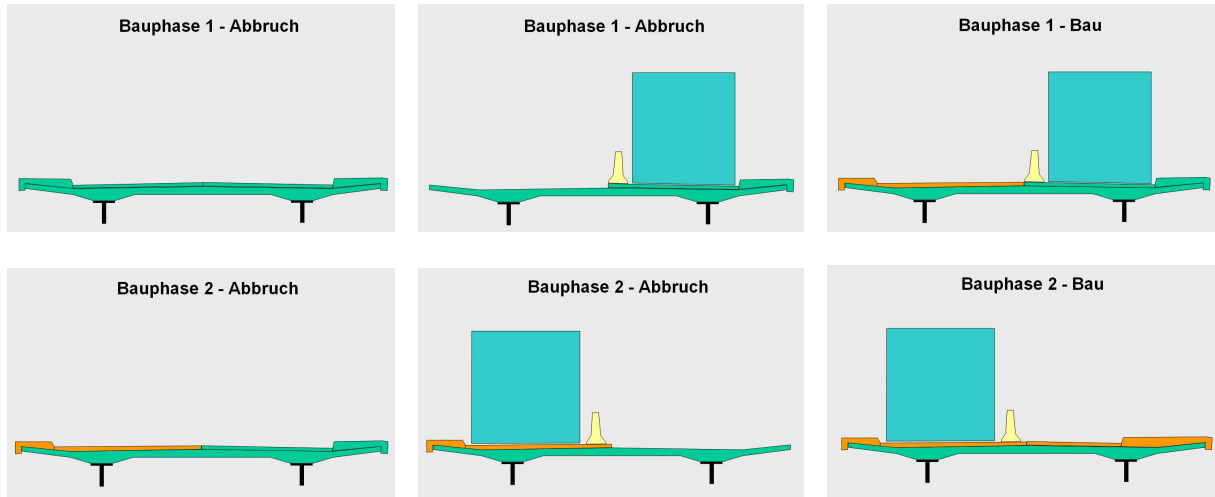 Bauphase 1 - Abbruch
Bauphase 1 - Abbruch
Bauphase 1 - Bau
Bauphase 2 - Abbruch
Bauphase 2 - Abbruch
Bauphase 2 - Bau